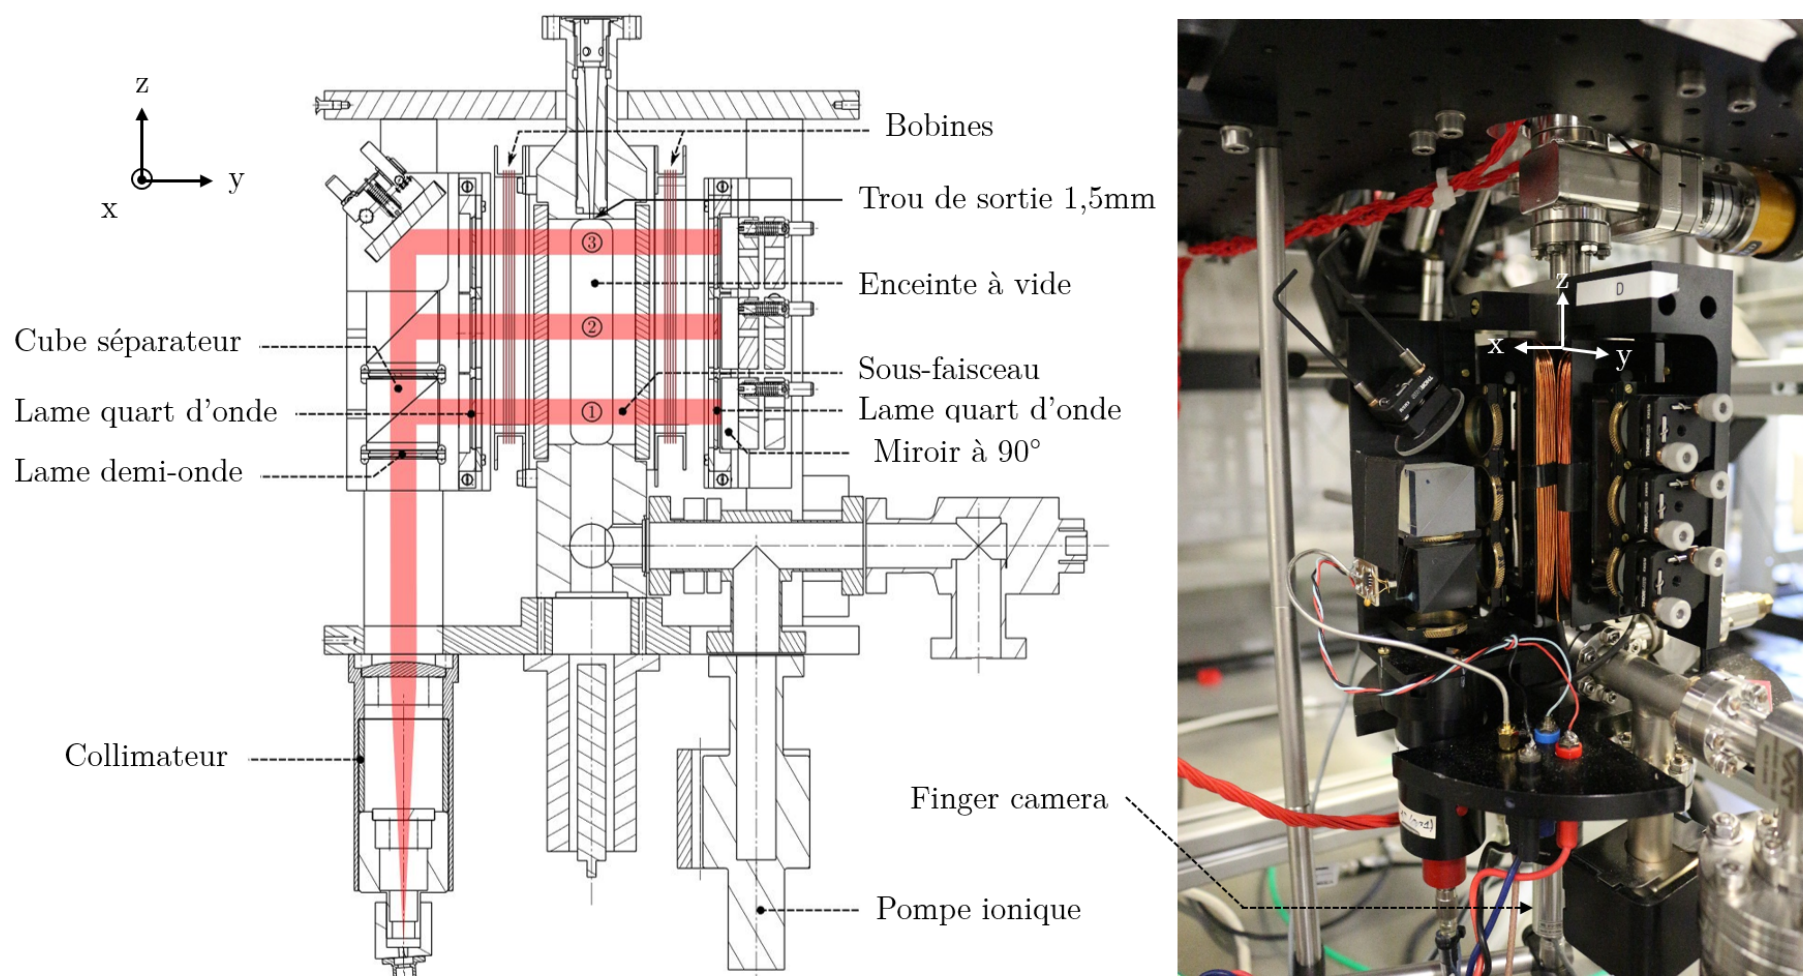 z
y
x
Bobines
Trou de sortie 1,5mm
③
Enceinte à vide
②
Cube séparateur
Sous-faisceau
Lame quart d'onde
①
Lame quart d'onde
Miroir à 90°
Lame demi-onde
Collimateur
Finger camera
Pompe ionique
D
z
x
y
VAT